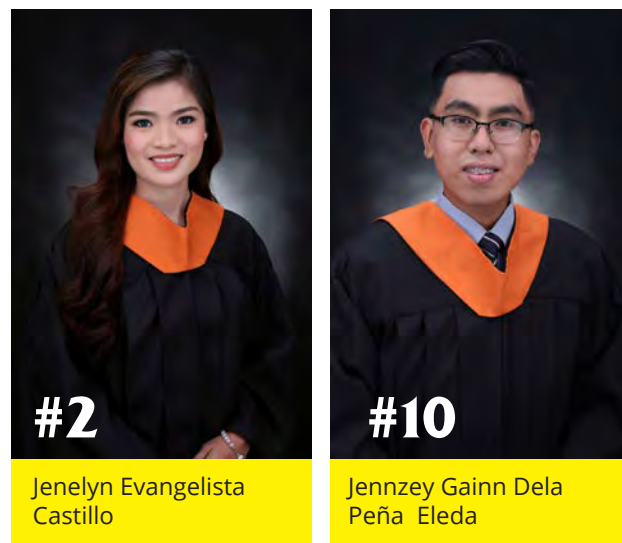 #2
Jenelyn Evangelista
Castillo
#10
Jennzey Gainn Dela
Peña Eleda